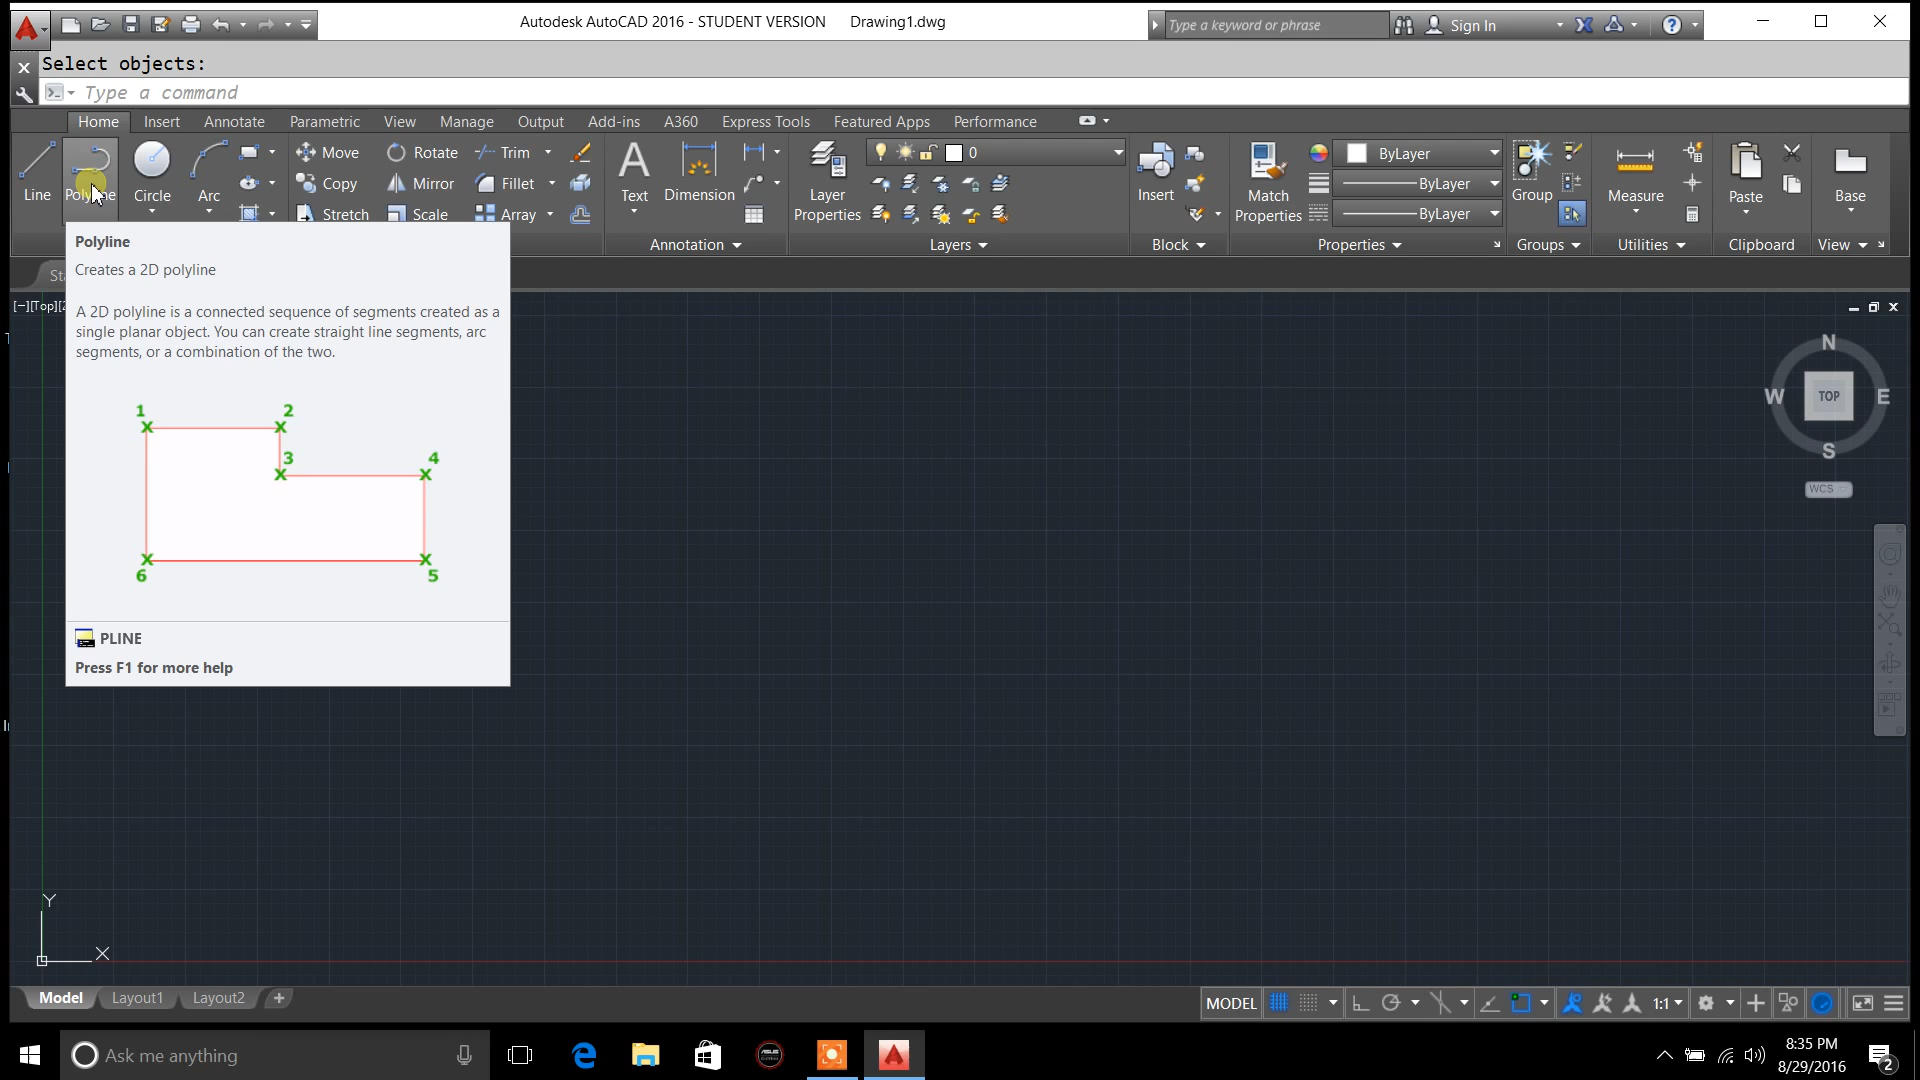 Autodesk AutoCAD 2016 - STUDENT VERSION Drawing1.dwg
Type a keyword or phrase
Sign In
Select objects:
Type a command
Home Insert Annotate Parametric View Manage Output Add-ins A360 Express Tools Featured Apps Performance
Line Polyline Circle Arc
Move Rotate Trim
Copy Mirror Fillet
Stretch Scale Array
Text Dimension
Layer
Properties
0
Insert
Match
Properties
ByLayer
ByLayer
ByLayer
Group
Measure
Paste
Base
Annotation Layers Block Properties Groups Utilities Clipboard View
[−][Top]
Polyline
Creates a 2D polyline
A 2D polyline is a connected sequence of segments created as a
single planar object. You can create straight line segments, arc
segments, or a combination of the two.
1 2
3 4
6 5
PLINE
Press F1 for more help
N
W TOP E
S
WCS
Y
X
Model Layout1 Layout2
MODEL 1:1
Ask me anything
8:35 PM
8/29/2016
2